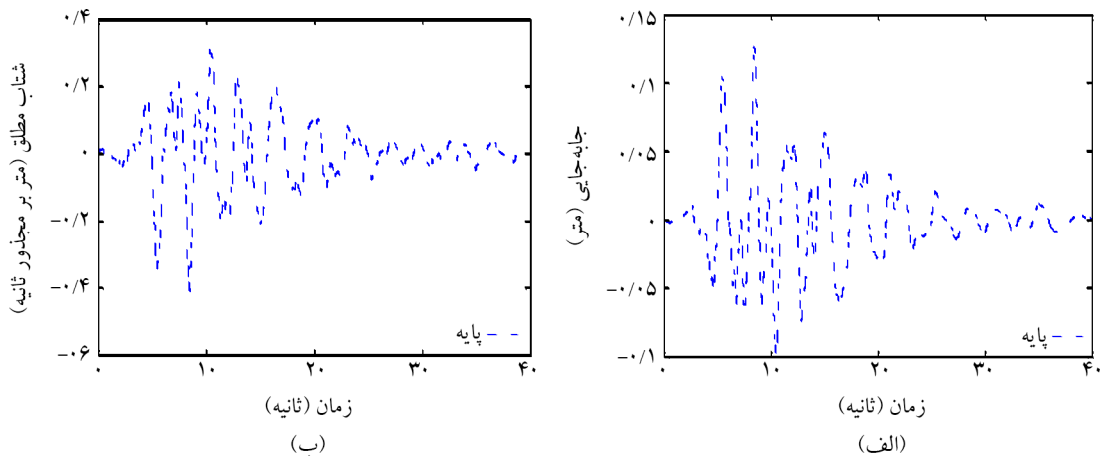 ۰/۱۵
۰/۱
۰/۰۵
۰
-۰/۰۵
-۰/۱
جابه‌جایی (متر)
پایه
۰ ۱۰ ۲۰ ۳۰ ۴۰
زمان (ثانیه)
(الف)
۰/۴
۰/۲
۰
-۰/۲
-۰/۴
-۰۶
شتاب مطلق (متر بر مجذور ثانیه)
پایه
۰ ۱۰ ۲۰ ۳۰ ۴۰
زمان (ثانیه)
(ب)